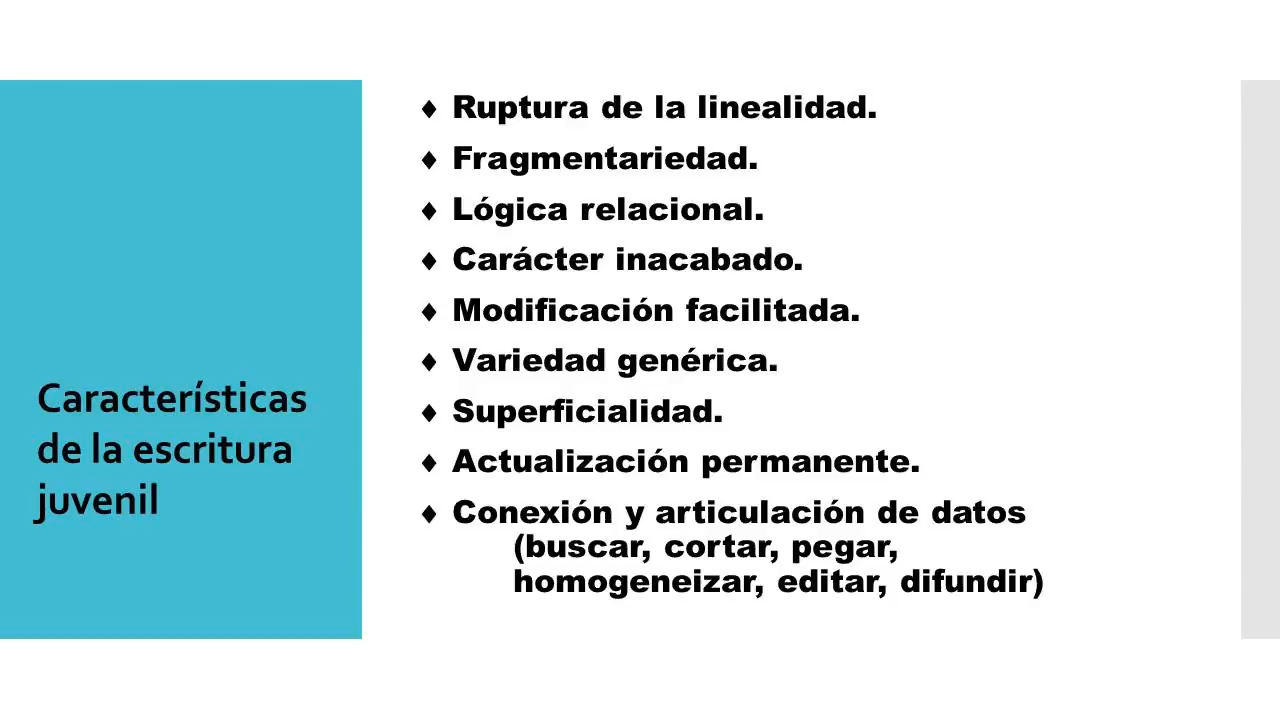 Características
de la escritura
juvenil
♦ Ruptura de la linealidad.
♦ Fragmentariedad.
♦ Lógica relacional.
♦ Carácter inacabado.
♦ Modificación facilitada.
♦ Variedad genérica.
♦ Superficialidad.
♦ Actualización permanente.
♦ Conexión y articulación de datos
(buscar, cortar, pegar,
homogeneizar, editar, difundir)